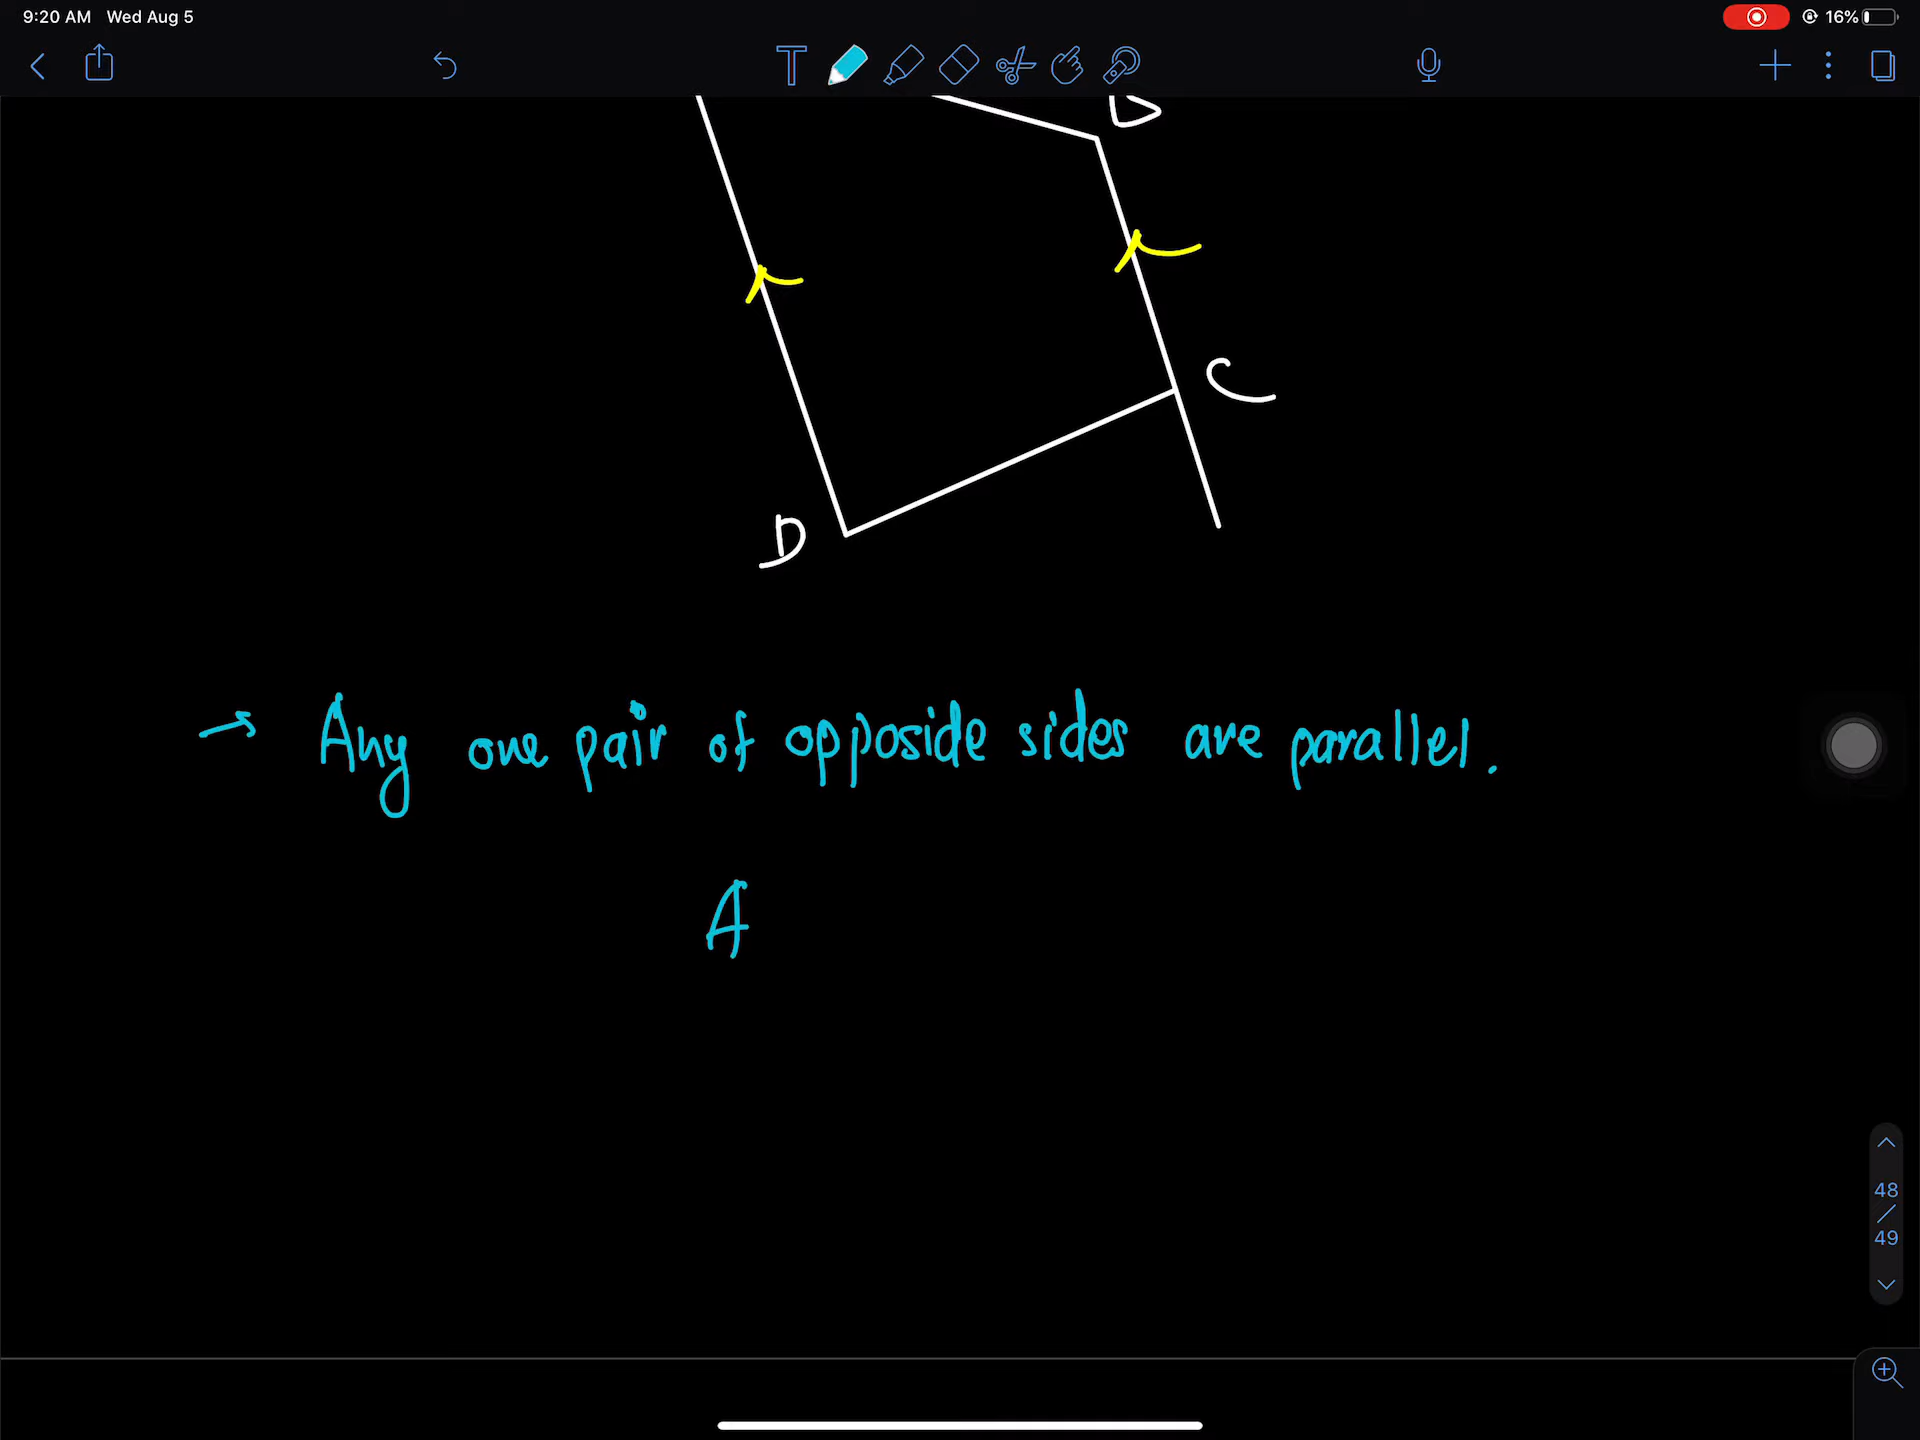 9:20 AM Wed Aug 5
16%
T
B
C
D
→ Any one pair of opposide sides are parallel.
A
48
/
49